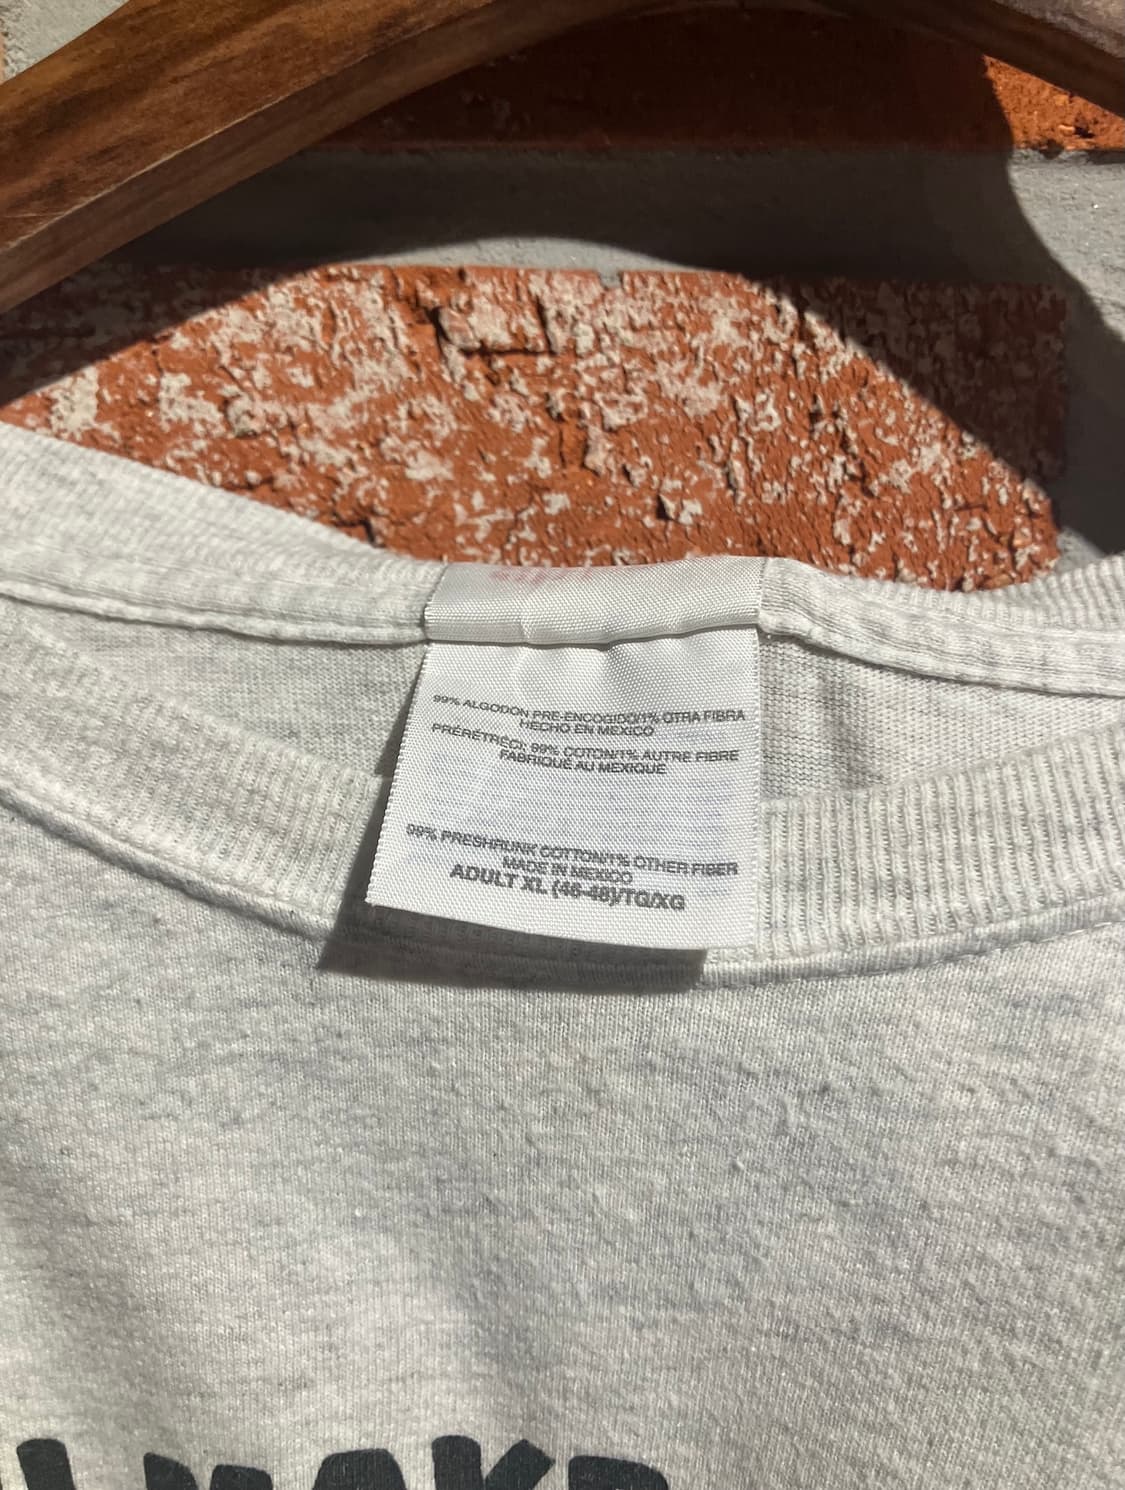 99% ALGODON PRE-ENCOGIDO/1% OTRA FIBRA
HECHO EN MEXICO
PRÉRÉTRÉCI: 99% COTON/1% AUTRE FIBRE
FABRIQUÉ AU MEXIQUE
99% PRESHRUNK COTTON/1% OTHER FIBER
MADE IN MEXICO
ADULT XL (46-48)/TG/XG